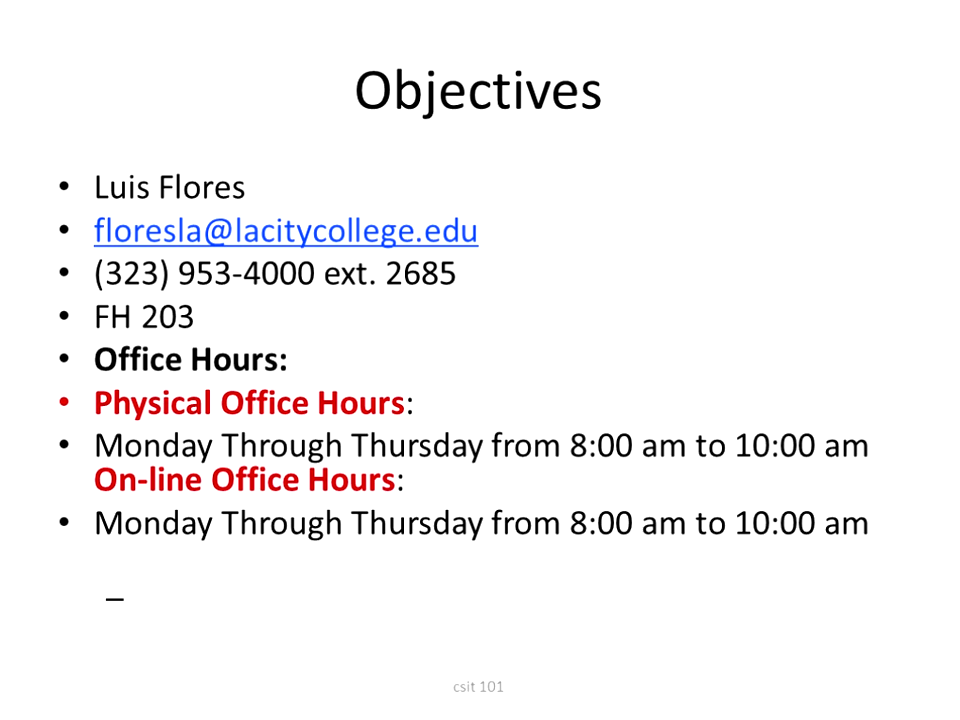 Objectives
• Luis Flores
• floresla@lacitycollege.edu
• (323) 953-4000 ext. 2685
• FH 203
• Office Hours:
• Physical Office Hours:
• Monday Through Thursday from 8:00 am to 10:00 am
On-line Office Hours:
• Monday Through Thursday from 8:00 am to 10:00 am
–
csit 101